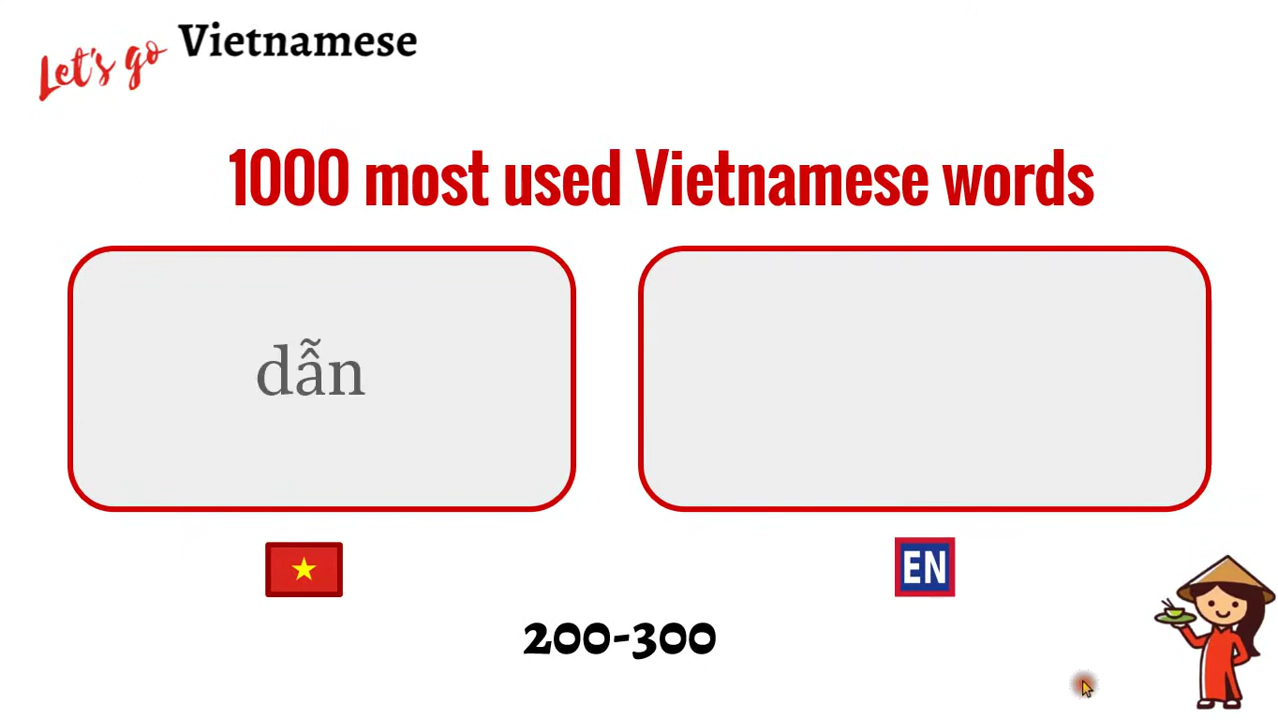 Let's go Vietnamese
1000 most used Vietnamese words
dẫn
EN
200-300